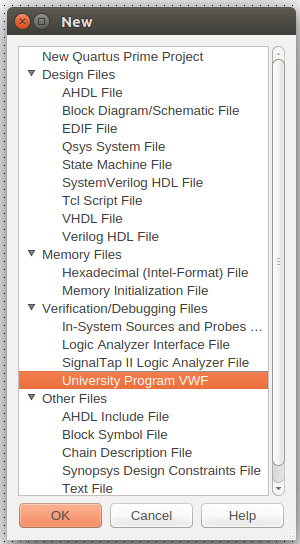 New
New Quartus Prime Project
Design Files
AHDL File
Block Diagram/Schematic File
EDIF File
Qsys System File
State Machine File
SystemVerilog HDL File
Tcl Script File
VHDL File
Verilog HDL File
Memory Files
Hexadecimal (Intel-Format) File
Memory Initialization File
Verification/Debugging Files
In-System Sources and Probes ...
Logic Analyzer Interface File
SignalTap II Logic Analyzer File
University Program VWF
Other Files
AHDL Include File
Block Symbol File
Chain Description File
Synopsys Design Constraints File
Text File
OK Cancel Help